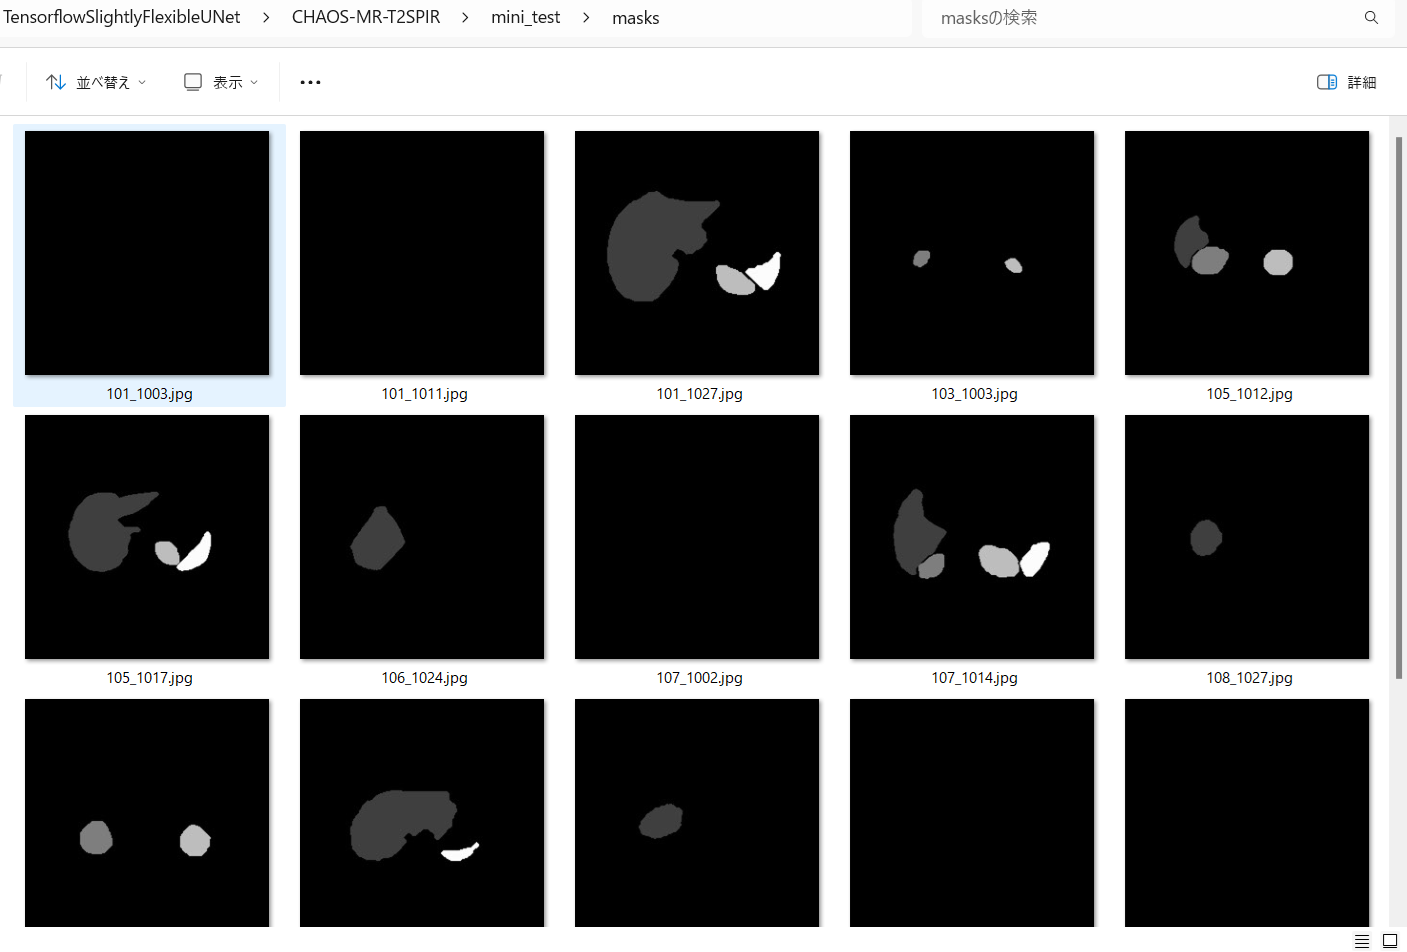 TensorflowSlightlyFlexibleUNet > CHAOS-MR-T2SPIR > mini_test > masks
masksの検索
並べ替え
表示
詳細
101_1003.jpg
101_1011.jpg
101_1027.jpg
103_1003.jpg
105_1012.jpg
105_1017.jpg
106_1024.jpg
107_1002.jpg
107_1014.jpg
108_1027.jpg